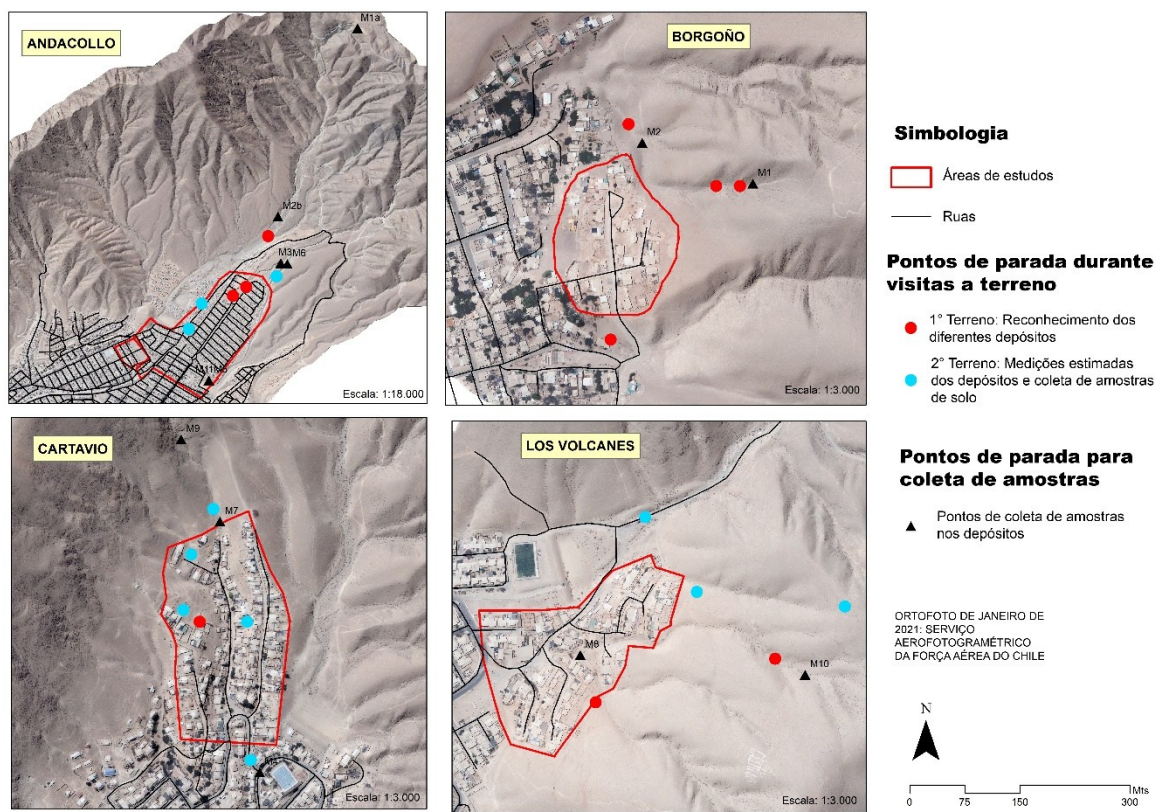 ANDACOLLO
M1a
M2b
M3
M6
M11
Escala: 1:18.000
BORGOÑO
M2
M1
Escala: 1:3.000
CARTAVIO
M9
M7
Escala: 1:3.000
LOS VOLCANES
M8
M10
Escala: 1:3.000
Simbologia
Áreas de estudos
Ruas
Pontos de parada durante
visitas a terreno
1° Terreno: Reconhecimento dos
diferentes depósitos
2° Terreno: Medições estimadas
dos depósitos e coleta de amostras
de solo
Pontos de parada para
coleta de amostras
Pontos de coleta de amostras
nos depósitos
ORTOFOTO DE JANEIRO DE
2021: SERVIÇO
AEROFOTOGRAMÉTRICO
DA FORÇA AÉREA DO CHILE
N
Mts
0 75 150 300